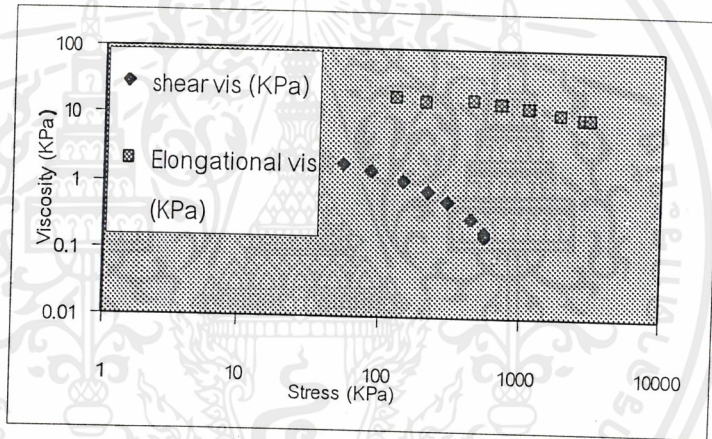 100
10
1
0.1
0.01
Viscosity (KPa)
shear vis (KPa)
Elongational vis
(KPa)
1
10
100
1000
10000
Stress (KPa)